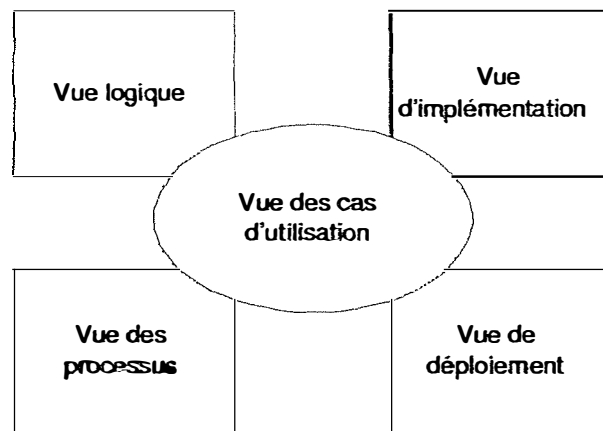 Vue logique
Vue
d'implémentation
Vue des cas
d'utilisation
Vue des
processus
Vue de
déploiement